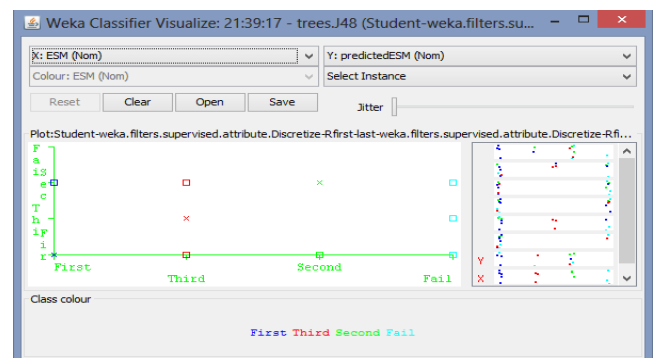 Weka Classifier Visualize: 21:39:17 - trees.J48 (Student-weka.filters.su...
X: ESM (Nom)
Y: predictedESM (Nom)
Colour: ESM (Nom)
Select Instance
Reset
Clear
Open
Save
Jitter
Plot:Student-weka.filters.supervised.attribute.Discretize-Rfirst-last-weka.filters.supervised.attribute.Discretize-Rfi...
First
Third
Second
Fail
Y
X
Class colour
First Third Second Fail